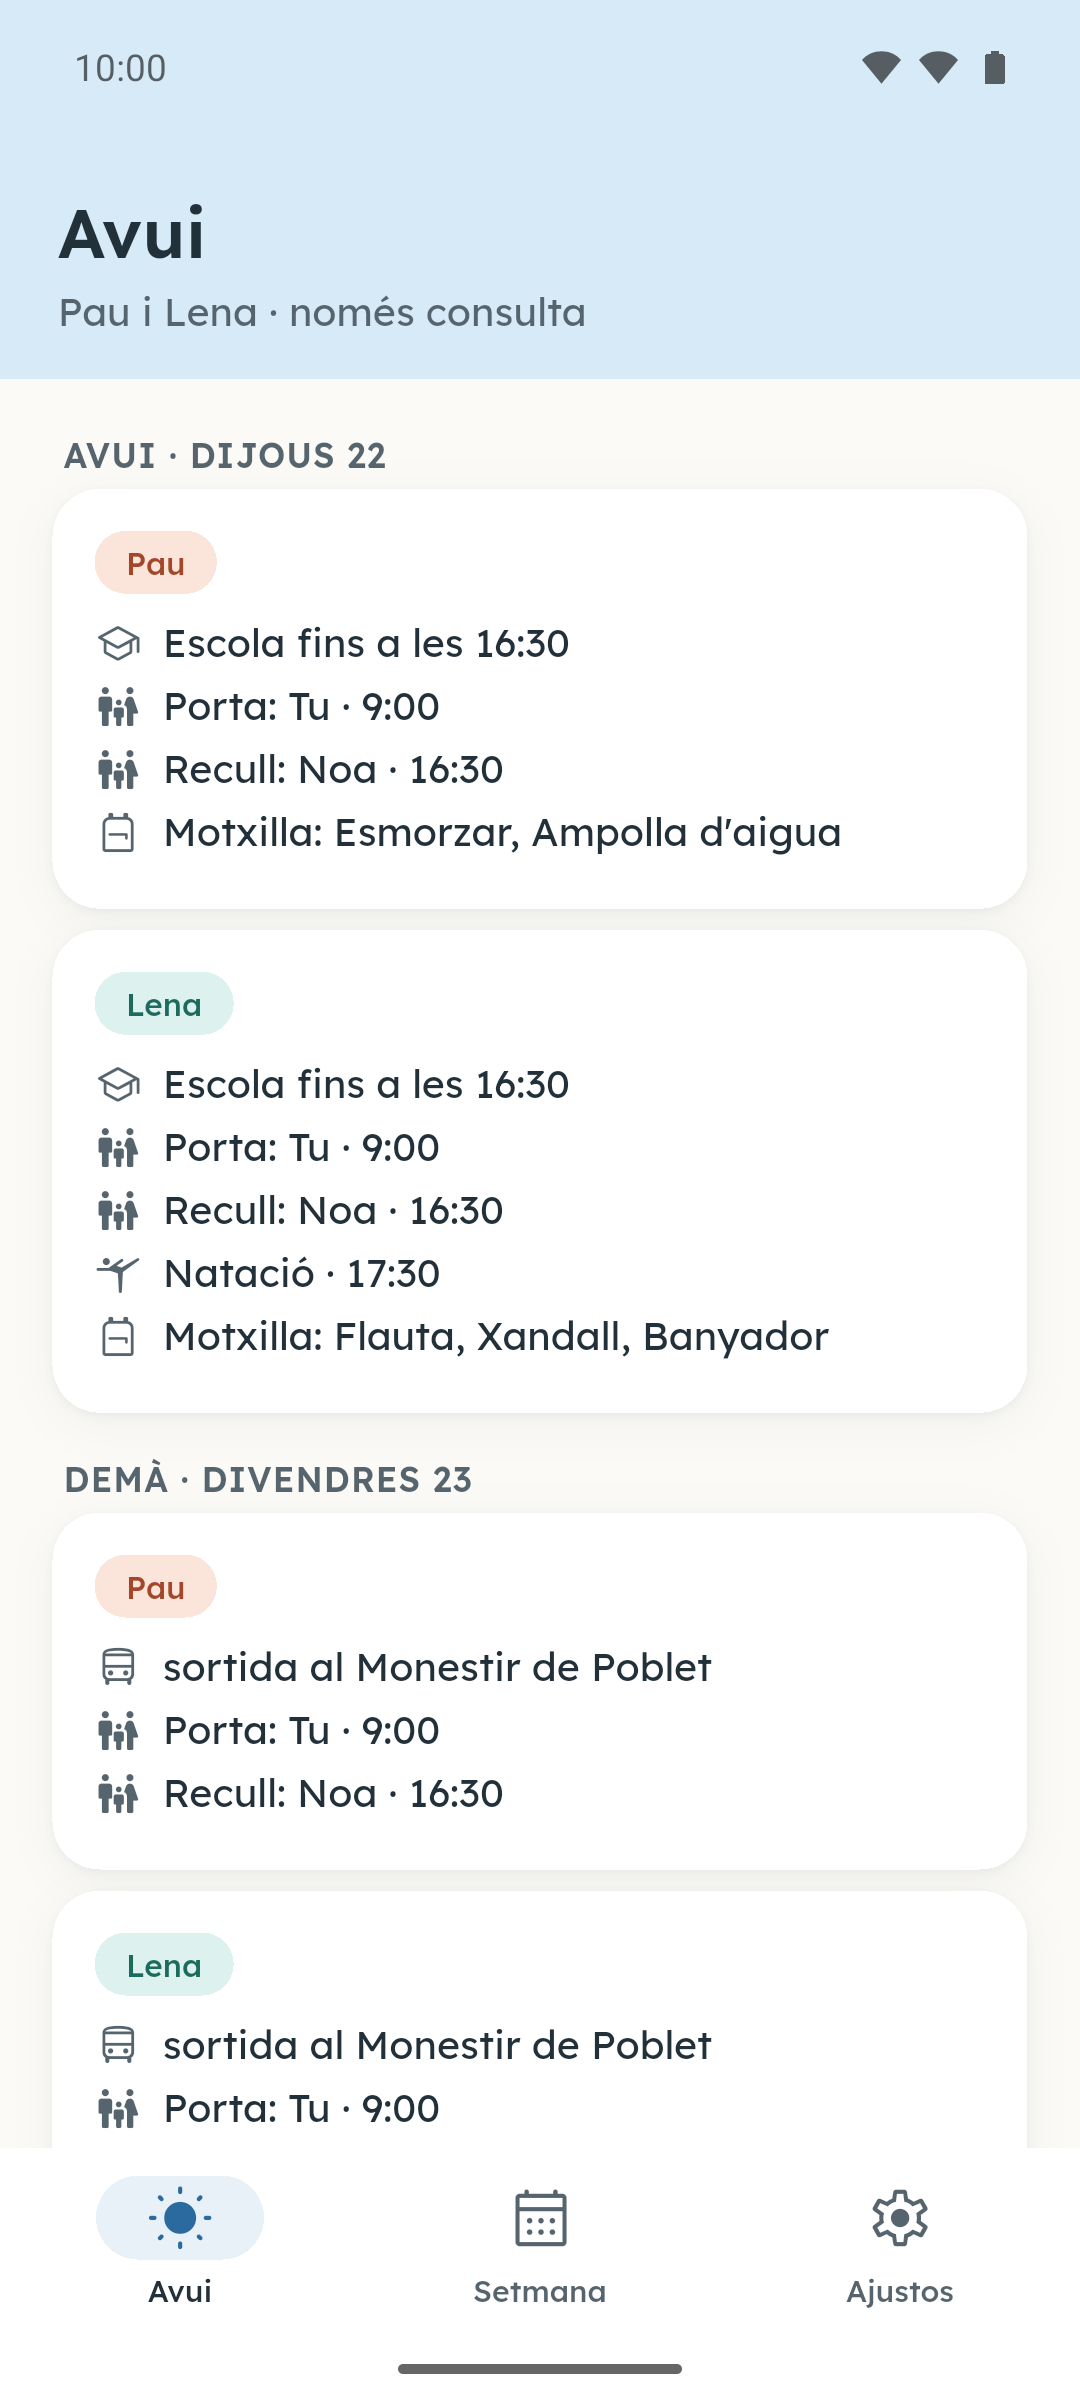 10:00
Avui
Pau i Lena · només consulta
AVUI · DIJOUS 22
Pau
Escola fins a les 16:30
Porta: Tu · 9:00
Recull: Noa · 16:30
Motxilla: Esmorzar, Ampolla d'aigua
Lena
Escola fins a les 16:30
Porta: Tu · 9:00
Recull: Noa · 16:30
Natació · 17:30
Motxilla: Flauta, Xandall, Banyador
DEMÀ · DIVENDRES 23
Pau
sortida al Monestir de Poblet
Porta: Tu · 9:00
Recull: Noa · 16:30
Lena
sortida al Monestir de Poblet
Porta: Tu · 9:00
Avui
Setmana
Ajustos